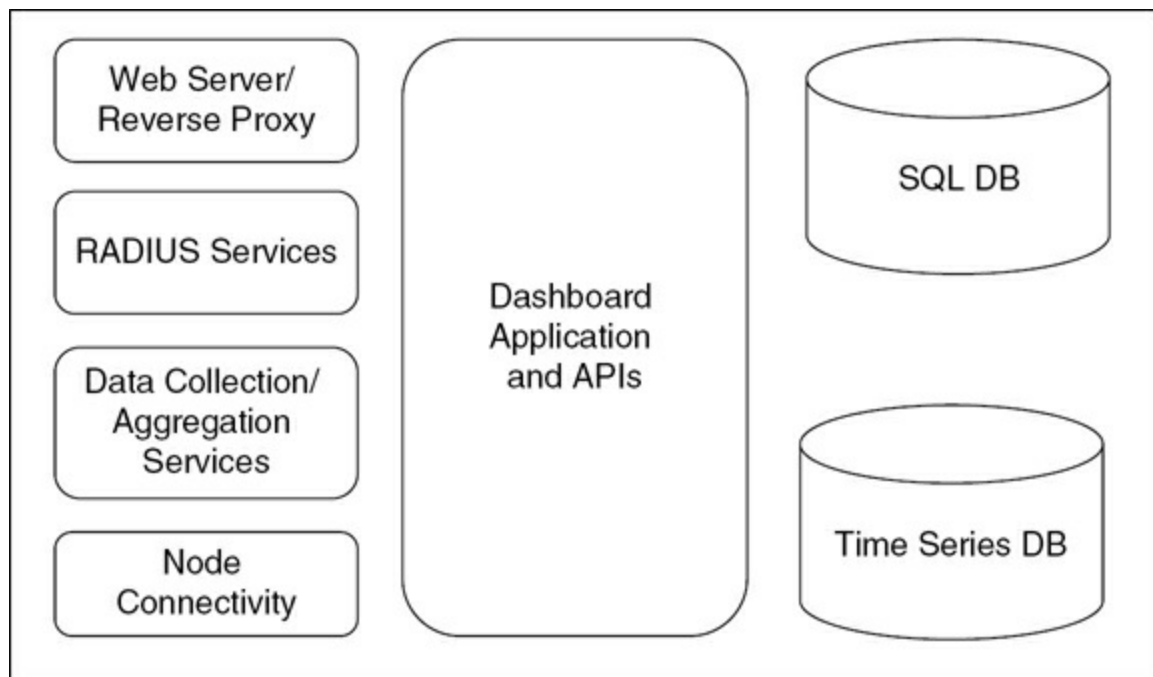 Web Server/
Reverse Proxy
RADIUS Services
Data Collection/
Aggregation
Services
Node
Connectivity
Dashboard
Application
and APIs
SQL DB
Time Series DB